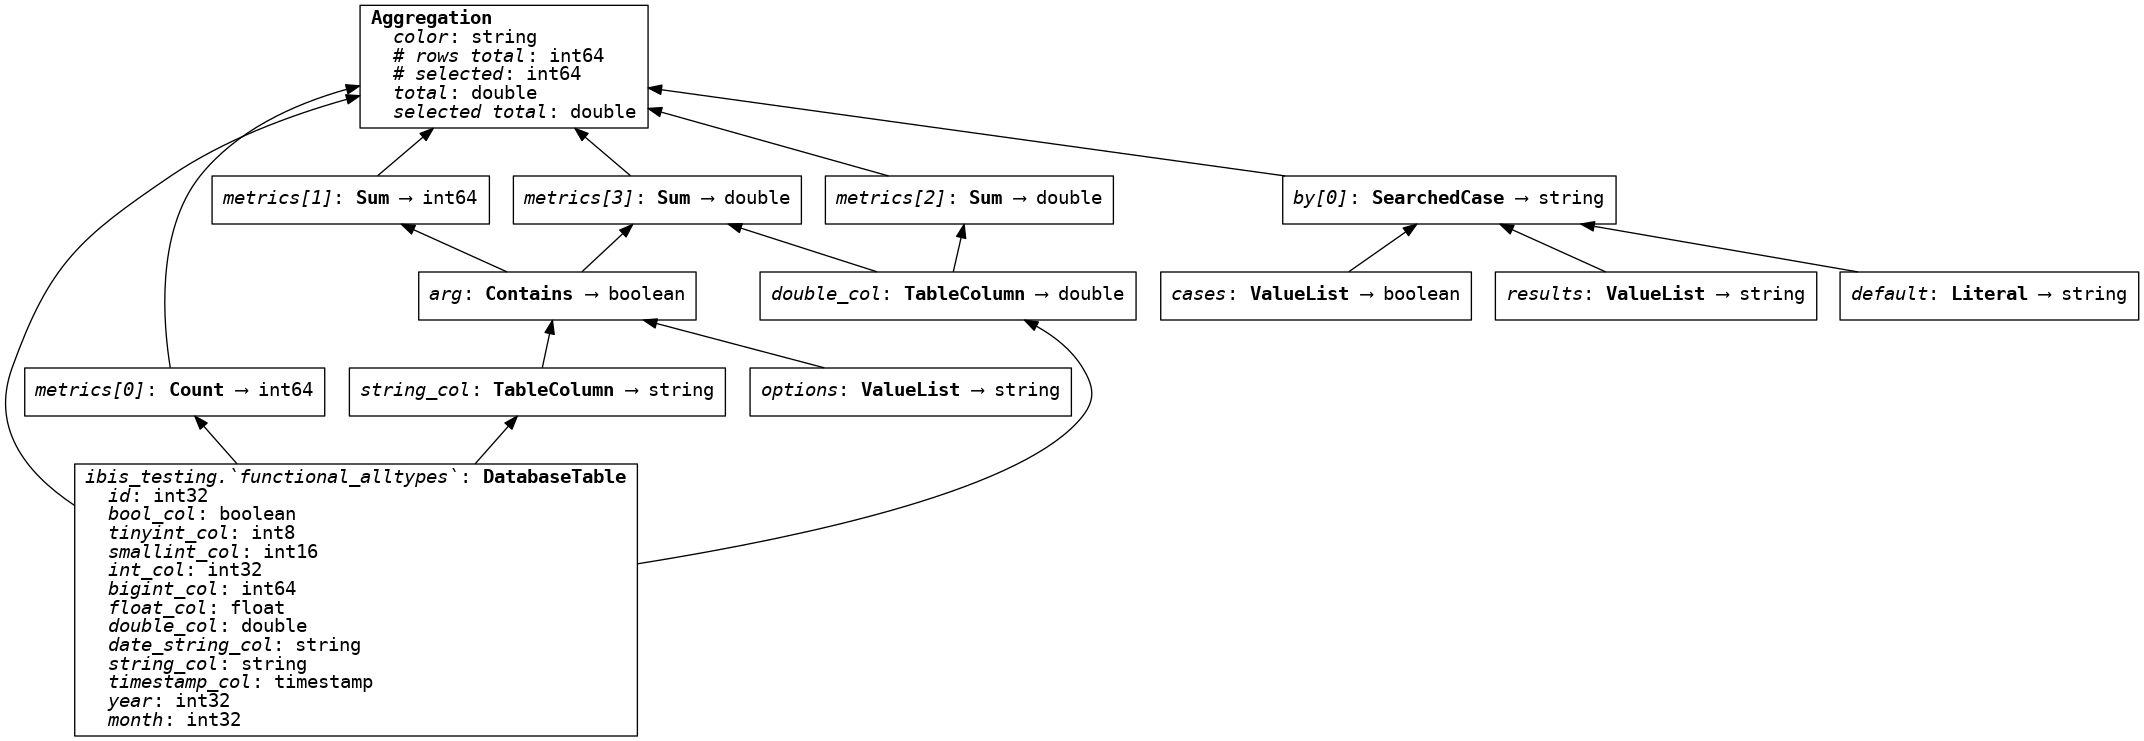 Aggregation
color: string
# rows total: int64
# selected: int64
total: double
selected total: double
metrics[1]: Sum → int64
metrics[3]: Sum → double
metrics[2]: Sum → double
by[0]: SearchedCase → string
arg: Contains → boolean
double_col: TableColumn → double
cases: ValueList → boolean
results: ValueList → string
default: Literal → string
metrics[0]: Count → int64
string_col: TableColumn → string
options: ValueList → string
ibis_testing.`functional_alltypes`: DatabaseTable
id: int32
bool_col: boolean
tinyint_col: int8
smallint_col: int16
int_col: int32
bigint_col: int64
float_col: float
double_col: double
date_string_col: string
string_col: string
timestamp_col: timestamp
year: int32
month: int32